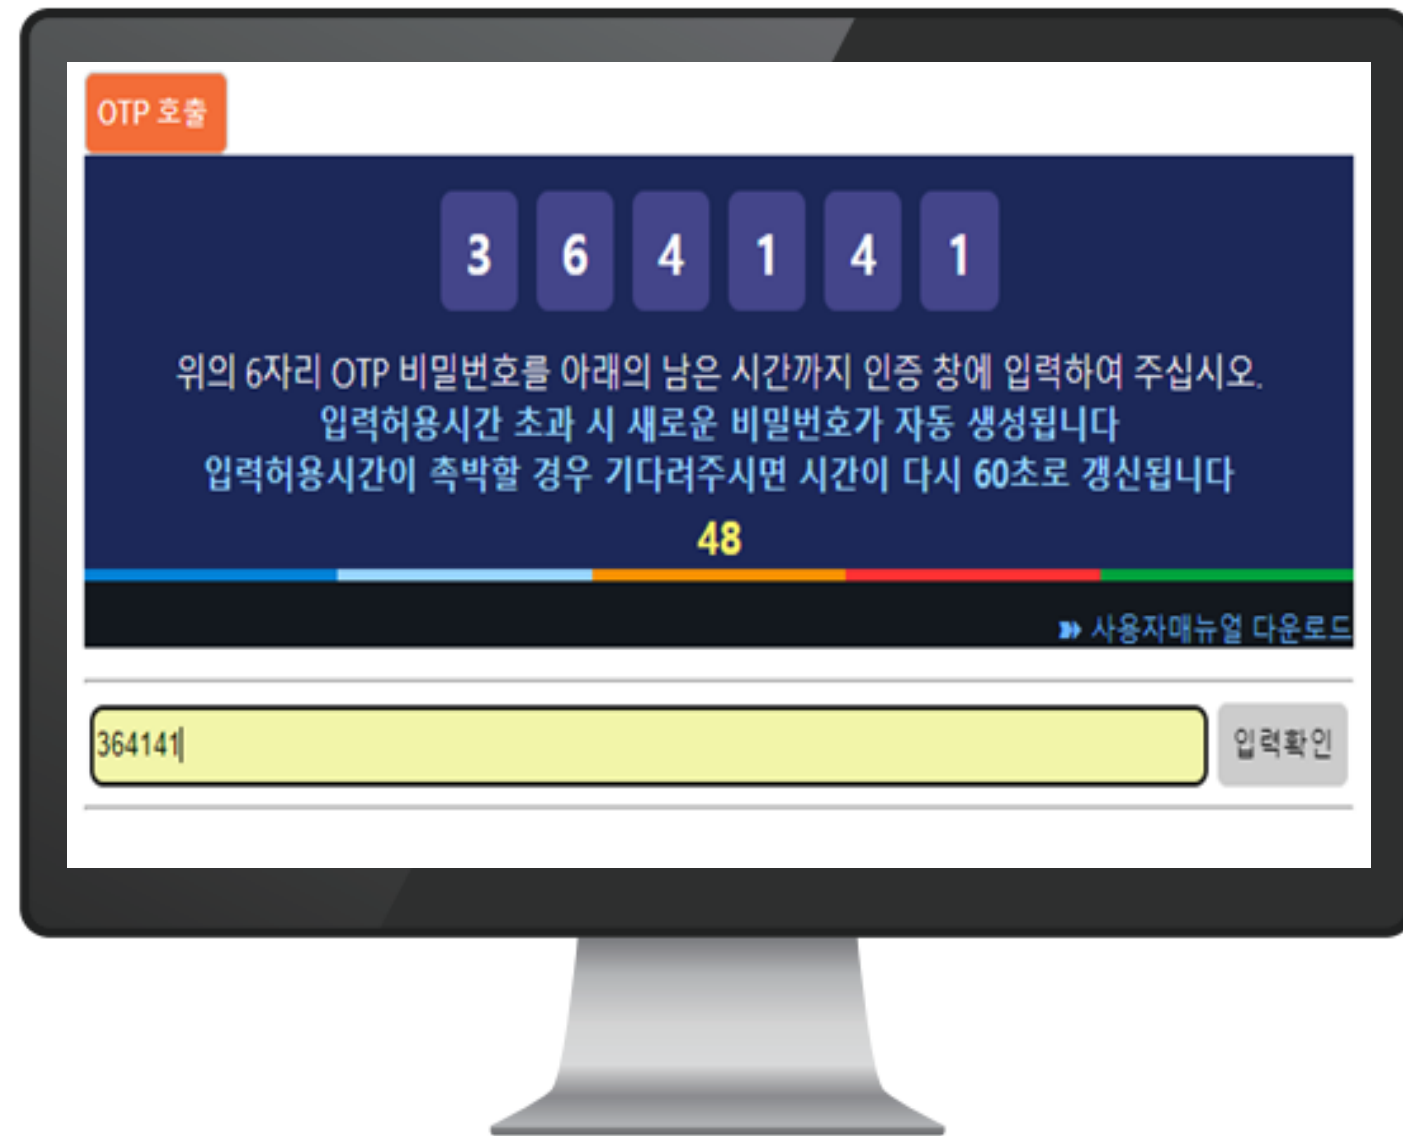 OTP 호출
3 6 4 1 4 1
위의 6자리 OTP 비밀번호를 아래의 남은 시간까지 인증 창에 입력하여 주십시오.
입력허용시간 초과 시 새로운 비밀번호가 자동 생성됩니다
입력허용시간이 촉박할 경우 기다려주시면 시간이 다시 60초로 갱신됩니다
48
사용자매뉴얼 다운로드
364141
입력확인